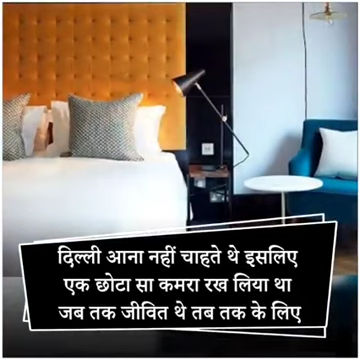 दिल्ली आना नहीं चाहते थे इसलिए
एक छोटा सा कमरा रख लिया था
जब तक जीवित थे तब तक के लिए